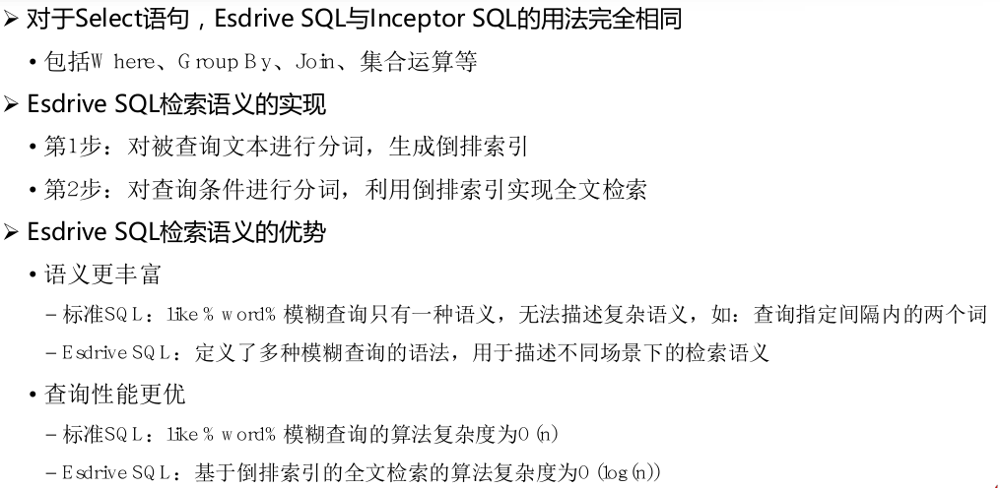 ➢ 对于Select语句，Esdrive SQL与Inceptor SQL的用法完全相同
• 包括Where、Group By、Join、集合运算等
➢ Esdrive SQL检索语义的实现
• 第1步：对被查询文本进行分词，生成倒排索引
• 第2步：对查询条件进行分词，利用倒排索引实现全文检索
➢ Esdrive SQL检索语义的优势
• 语义更丰富
– 标准SQL：like %word% 模糊查询只有一种语义，无法描述复杂语义，如：查询指定间隔内的两个词
– Esdrive SQL：定义了多种模糊查询的语法，用于描述不同场景下的检索语义
• 查询性能更优
– 标准SQL：like %word% 模糊查询的算法复杂度为O(n)
– Esdrive SQL：基于倒排索引的全文检索的算法复杂度为O(log(n))